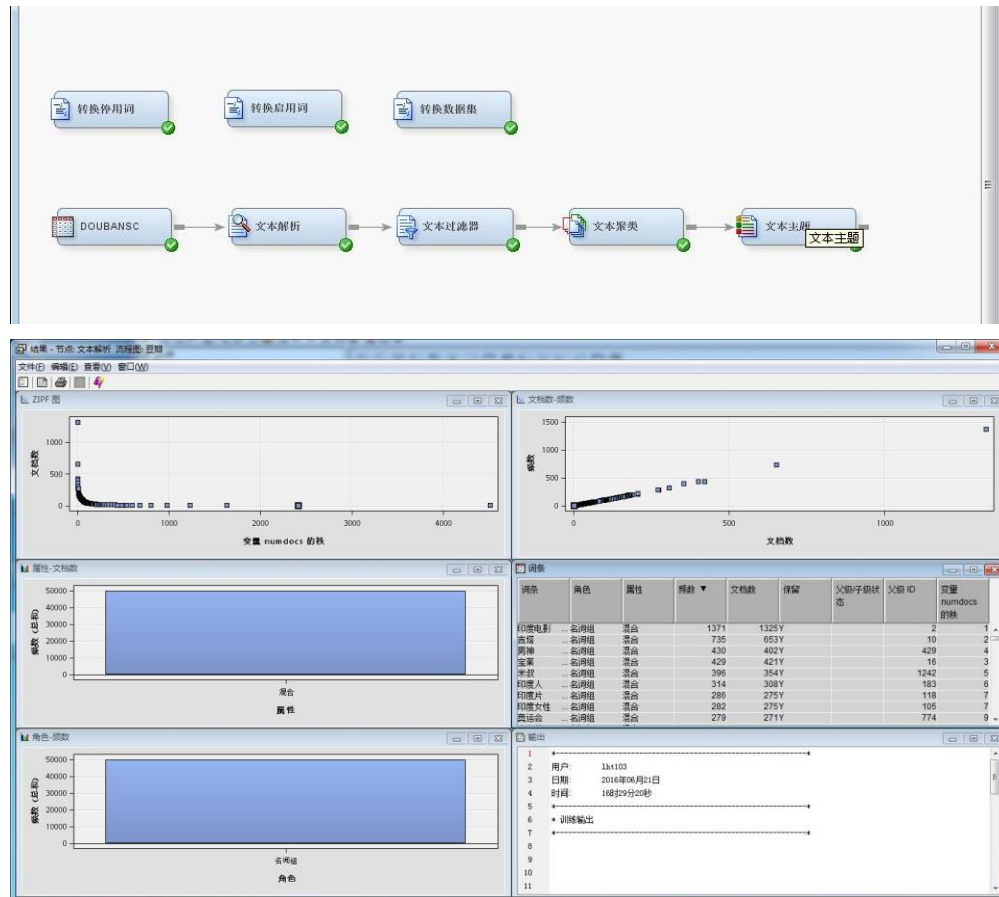 转换停用词 转换启用词 转换数据集
DOUBANSC 文本解析 文本过滤器 文本聚类 文本主题
文本主题
结果 - 节点: 文本解析 流程图: 豆瓣
文件(F) 编辑(E) 查看(V) 窗口(W)
ZIPF 图
文档数
1000
500
0
0 1000 2000 3000 4000
变量 numdocs 的秩
文档数-频数
频数
1500
1000
500
0
0 500 1000
文档数
属性-文档数
频数 (总和)
50000
40000
30000
20000
10000
0
混合
属性
词条
词条 角色 属性 频数 ▼ 文档数 保留 父级/子级状态 父级 ID 变量 numdocs 的秩
印度电影 ... 名词组 混合 1371 1325Y 2 1
吉塔 ... 名词组 混合 735 653Y 10 2
男神 ... 名词组 混合 430 402Y 429 4
宝莱 ... 名词组 混合 429 421Y 16 3
米叔 ... 名词组 混合 396 354Y 1242 5
印度人 ... 名词组 混合 314 308Y 183 6
印度片 ... 名词组 混合 286 275Y 118 7
印度女性 ... 名词组 混合 282 275Y 105 7
奥运会 ... 名词组 混合 279 271Y 774 9
角色-频数
频数 (总和)
50000
40000
30000
20000
10000
0
名词组
角色
输出
1 *------------------------------------------------------------*
2 用户: lht103
3 日期: 2016年06月21日
4 时间: 16时29分20秒
5 *------------------------------------------------------------*
6 * 训练输出
7 *------------------------------------------------------------*
8
9
10
11